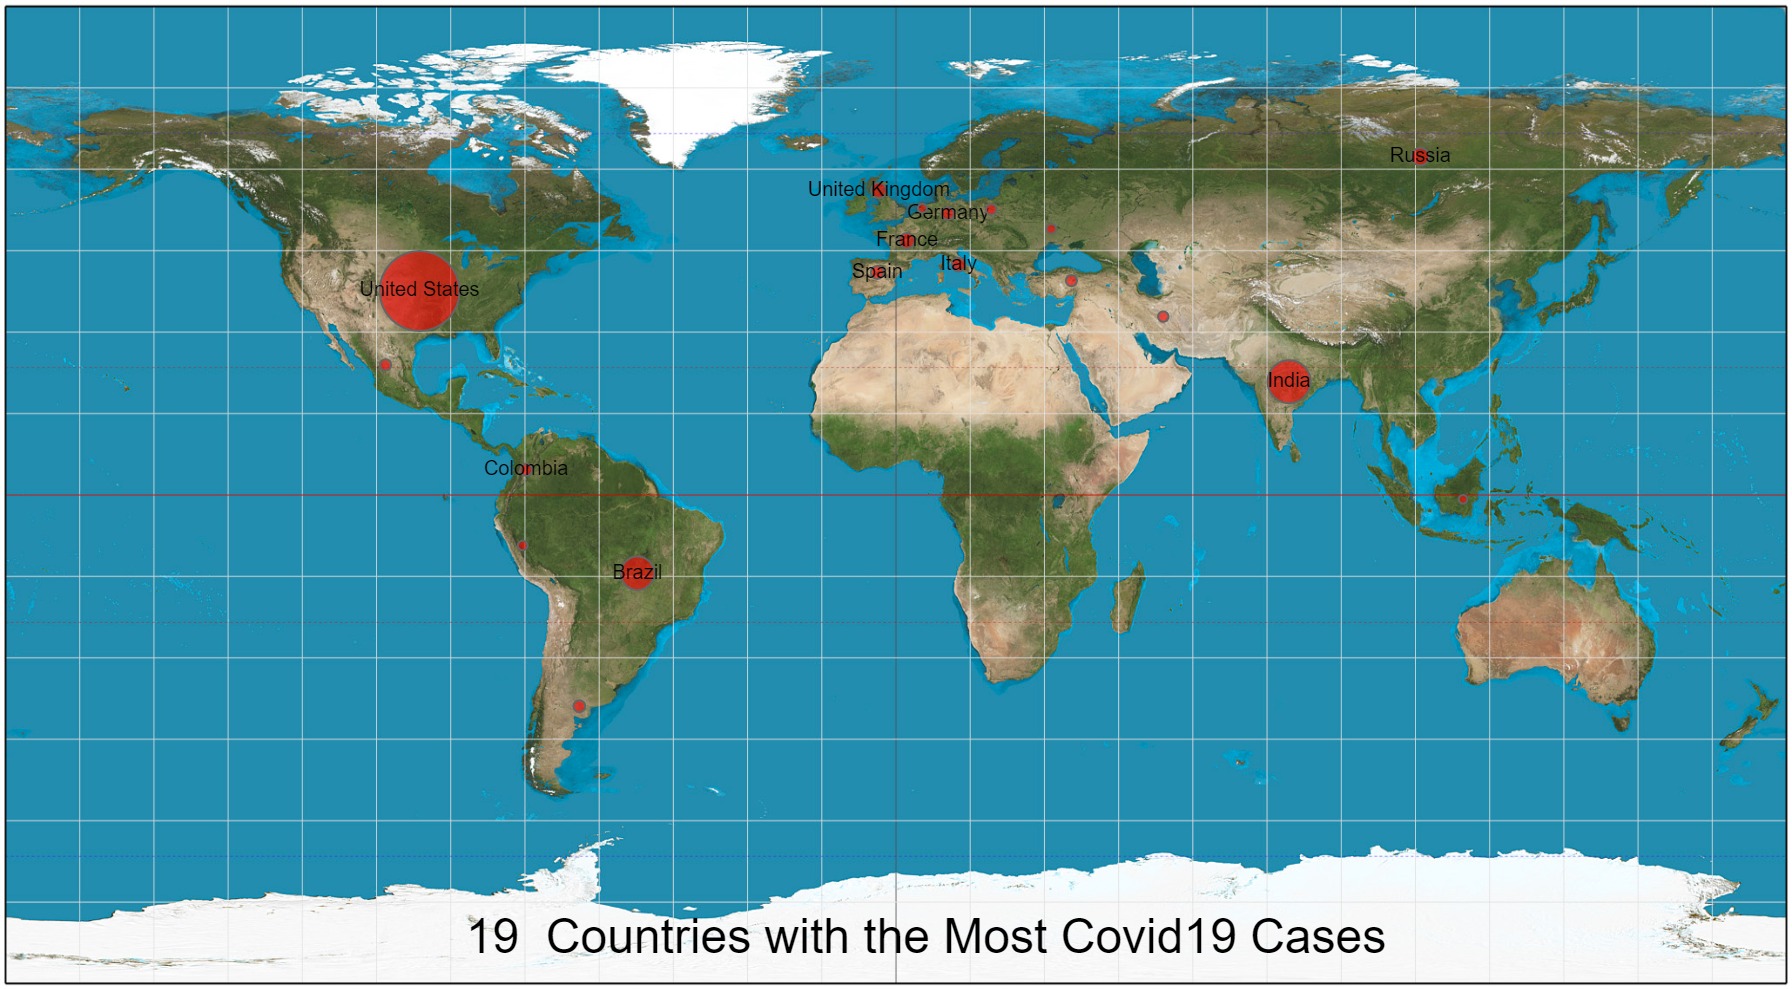 Russia
United Kingdom
Germany
France
Italy
Spain
United States
India
Colombia
Brazil
19  Countries with the Most Covid19 Cases